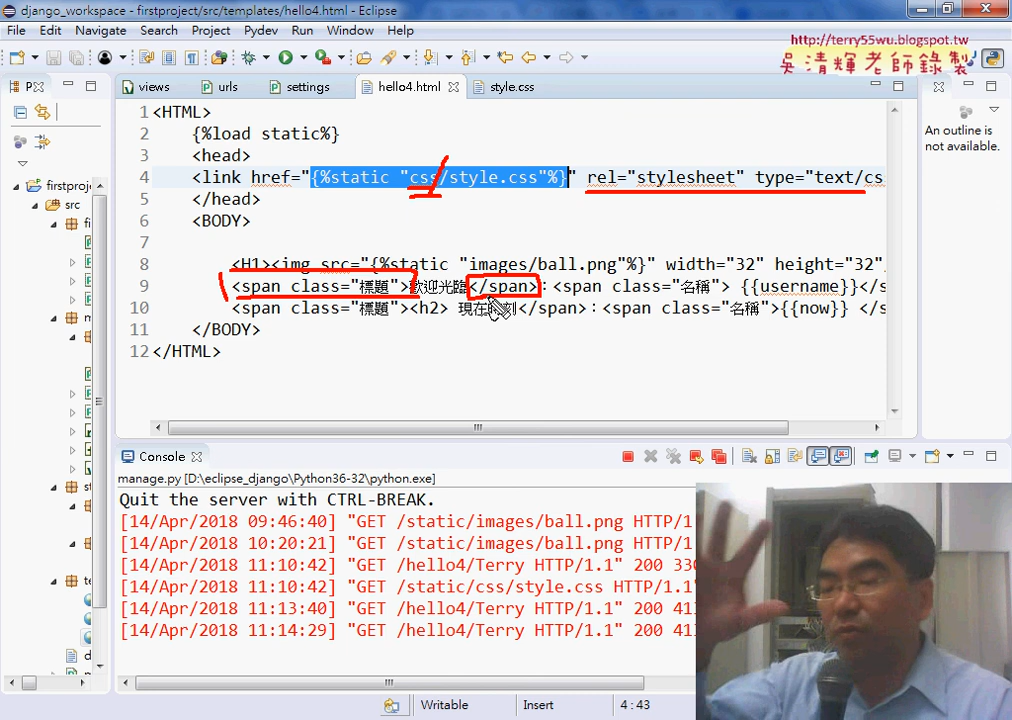 django_workspace - firstproject/src/templates/hello4.html - Eclipse
File Edit Navigate Search Project Pydev Run Window Help
http://terry55wu.blogspot.tw
吳清輝老師錄製
P
views urls settings hello4.html style.css
1 <HTML>
2 {%load static%}
3 <head>
4 <link href="{%static "css/style.css"%}" rel="stylesheet" type="text/cs
5 </head>
6 <BODY>
7
8 <H1><img src="{%static "images/ball.png"%}" width="32" height="32"
9 <span class="標題">歡迎光臨</span>:<span class="名稱"> {{username}}</s
10 <span class="標題"><h2> 現在時刻</span>:<span class="名稱">{{now}} </s
11 </BODY>
12 </HTML>
An outline is
not available.
firstproj
src
fi
m
st
te
d
Console
manage.py [D:\eclipse_django\Python36-32\python.exe]
Quit the server with CTRL-BREAK.
[14/Apr/2018 09:46:40] "GET /static/images/ball.png HTTP/1
[14/Apr/2018 10:20:21] "GET /static/images/ball.png HTTP/1
[14/Apr/2018 11:10:42] "GET /hello4/Terry HTTP/1.1" 200 330
[14/Apr/2018 11:10:42] "GET /static/css/style.css HTTP/1.1"
[14/Apr/2018 11:13:40] "GET /hello4/Terry HTTP/1.1" 200 411
[14/Apr/2018 11:14:29] "GET /hello4/Terry HTTP/1.1" 200 411
Writable Insert 4 : 43